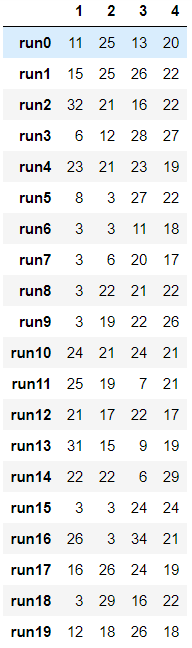 1 2 3 4
run0 11 25 13 20
run1 15 25 26 22
run2 32 21 16 22
run3 6 12 28 27
run4 23 21 23 19
run5 8 3 27 22
run6 3 3 11 18
run7 3 6 20 17
run8 3 22 21 22
run9 3 19 22 26
run10 24 21 24 21
run11 25 19 7 21
run12 21 17 22 17
run13 31 15 9 19
run14 22 22 6 29
run15 3 3 24 24
run16 26 3 34 21
run17 16 26 24 19
run18 3 29 16 22
run19 12 18 26 18